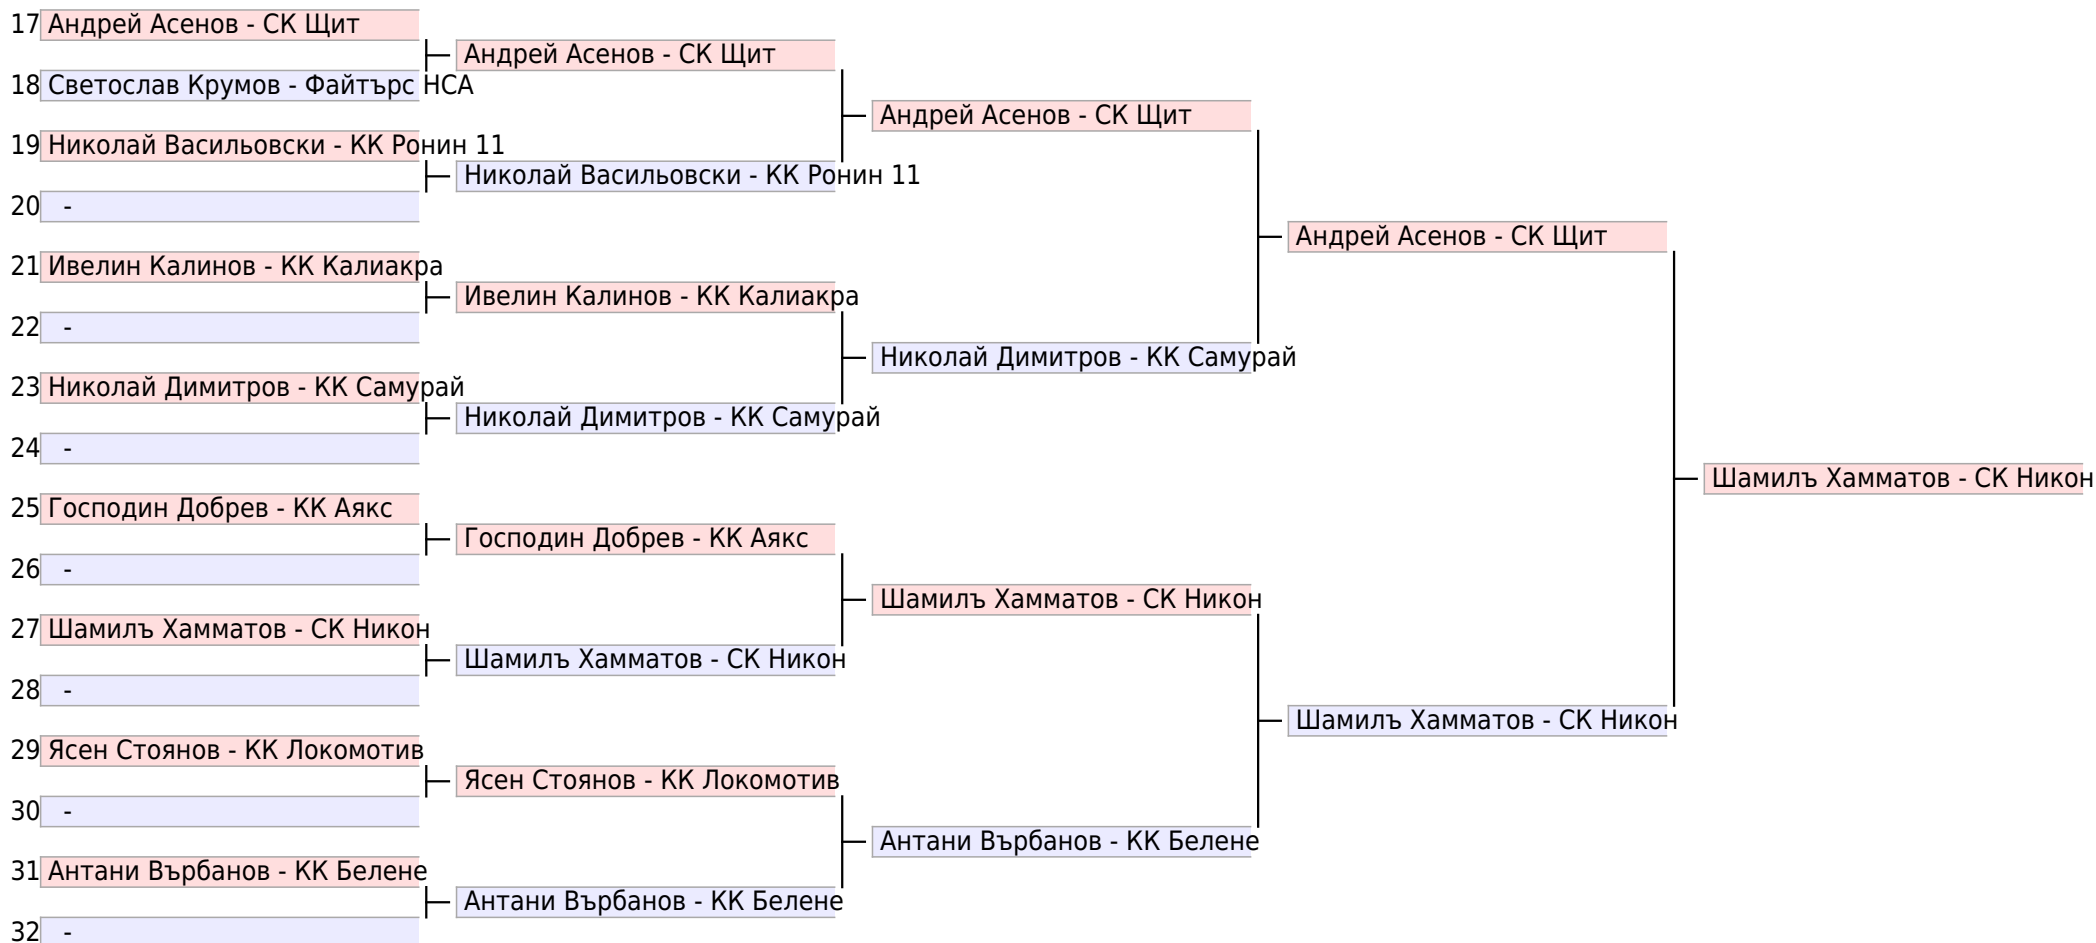 17 Андрей Асенов - СК Щит
Андрей Асенов - СК Щит
18 Светослав Крумов - Файтърс НСА
Андрей Асенов - СК Щит
19 Николай Васильовски - КК Ронин 11
Николай Васильовски - КК Ронин 11
20 -
Андрей Асенов - СК Щит
21 Ивелин Калинов - КК Калиакра
Ивелин Калинов - КК Калиакра
22 -
Николай Димитров - КК Самурай
23 Николай Димитров - КК Самурай
Николай Димитров - КК Самурай
24 -
Шамилъ Хамматов - СК Никон
25 Господин Добрев - КК Аякс
Господин Добрев - КК Аякс
26 -
Шамилъ Хамматов - СК Никон
27 Шамилъ Хамматов - СК Никон
Шамилъ Хамматов - СК Никон
28 -
Шамилъ Хамматов - СК Никон
29 Ясен Стоянов - КК Локомотив
Ясен Стоянов - КК Локомотив
30 -
Антани Върбанов - КК Белене
31 Антани Върбанов - КК Белене
Антани Върбанов - КК Белене
32 -